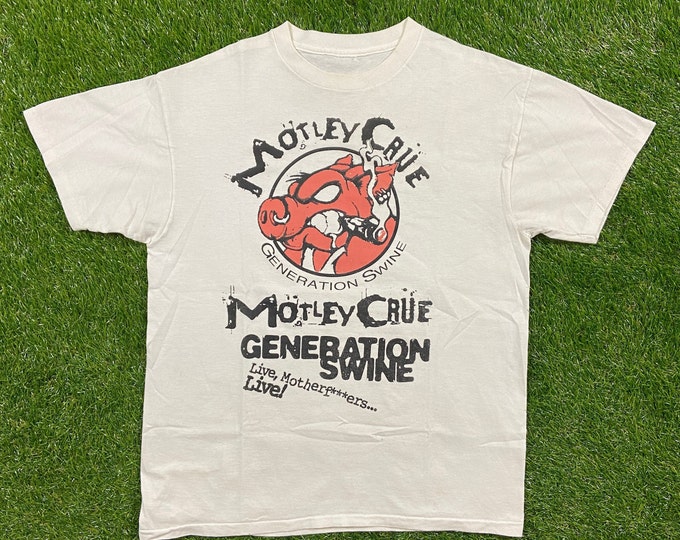 MÖTLEY CRÜE
GENERATION SWINE
MÖTLEY CRÜE
GENERATION
SWINE
Live, Motherf***ers...
Live!